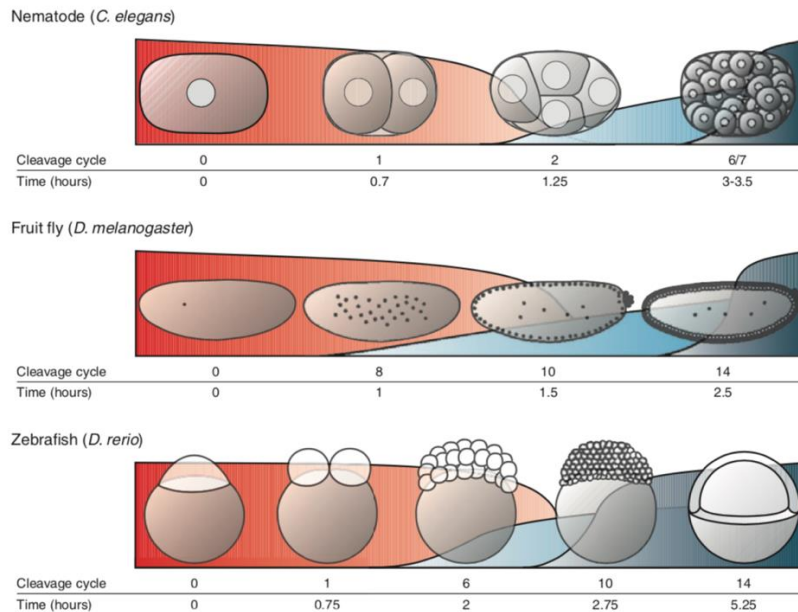 Nematode (C. elegans)
Cleavage cycle 0 1 2 6/7
Time (hours) 0 0.7 1.25 3-3.5
Fruit fly (D. melanogaster)
Cleavage cycle 0 8 10 14
Time (hours) 0 1 1.5 2.5
Zebrafish (D. rerio)
Cleavage cycle 0 1 6 10 14
Time (hours) 0 0.75 2 2.75 5.25